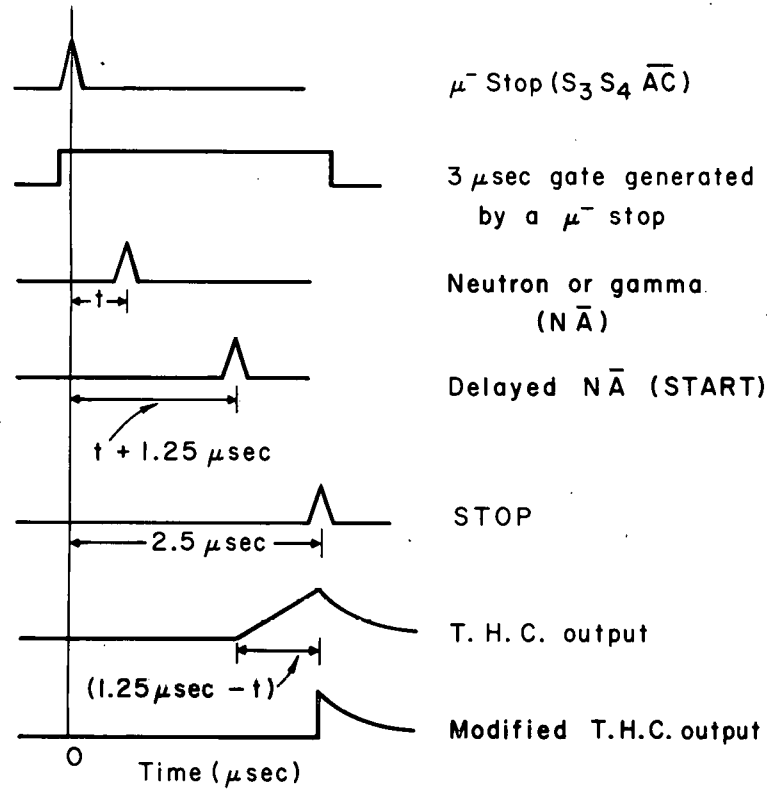 μ⁻ Stop (S₃ S₄ A̅C̅)
3 μsec gate generated
by a μ⁻ stop
Neutron or gamma
(N A̅)
t
Delayed N A̅ (START)
t + 1.25 μsec
STOP
2.5 μsec
T. H. C. output
(1.25 μsec - t)
Modified T.H.C. output
0
Time (μsec)